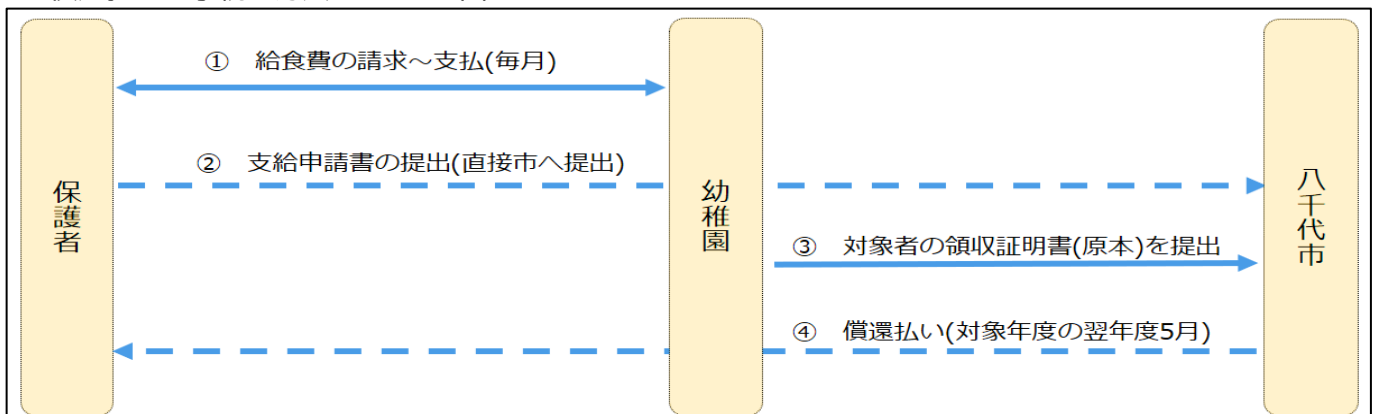 ① 給食費の請求～支払(毎月)
② 支給申請書の提出(直接市へ提出)
保護者
幼稚園
八千代市
③ 対象者の領収証明書(原本)を提出
④ 償還払い(対象年度の翌年度5月)